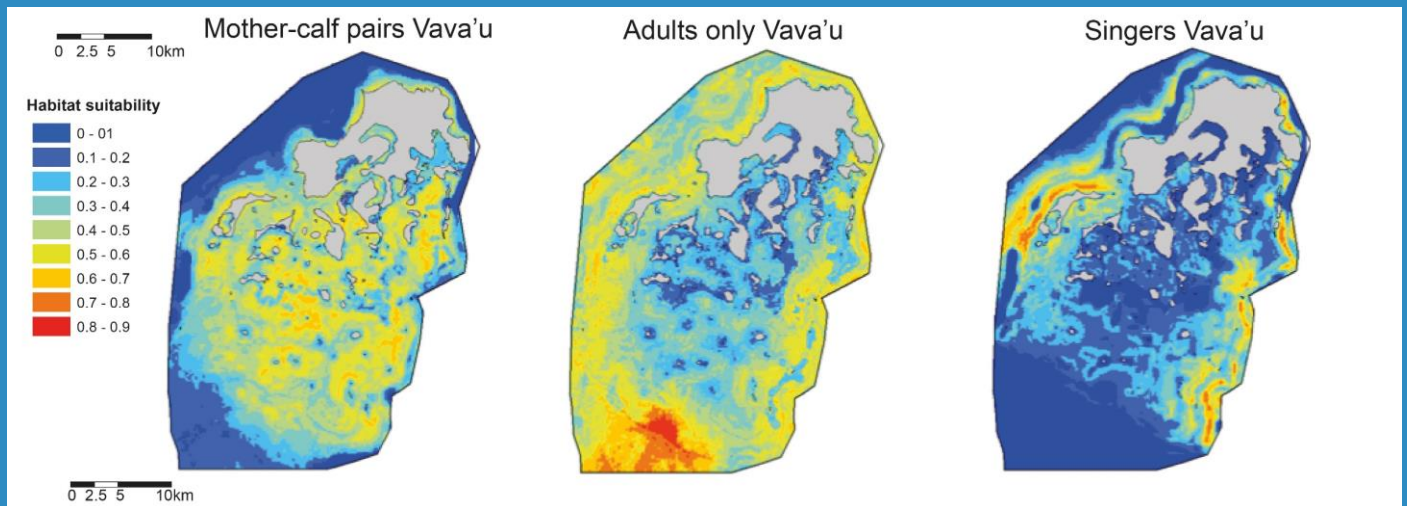 Mother-calf pairs Vava'u
Adults only Vava'u
Singers Vava'u
0 2.5 5 10km
Habitat suitability
0 - 01
0.1 - 0.2
0.2 - 0.3
0.3 - 0.4
0.4 - 0.5
0.5 - 0.6
0.6 - 0.7
0.7 - 0.8
0.8 - 0.9
0 2.5 5 10km